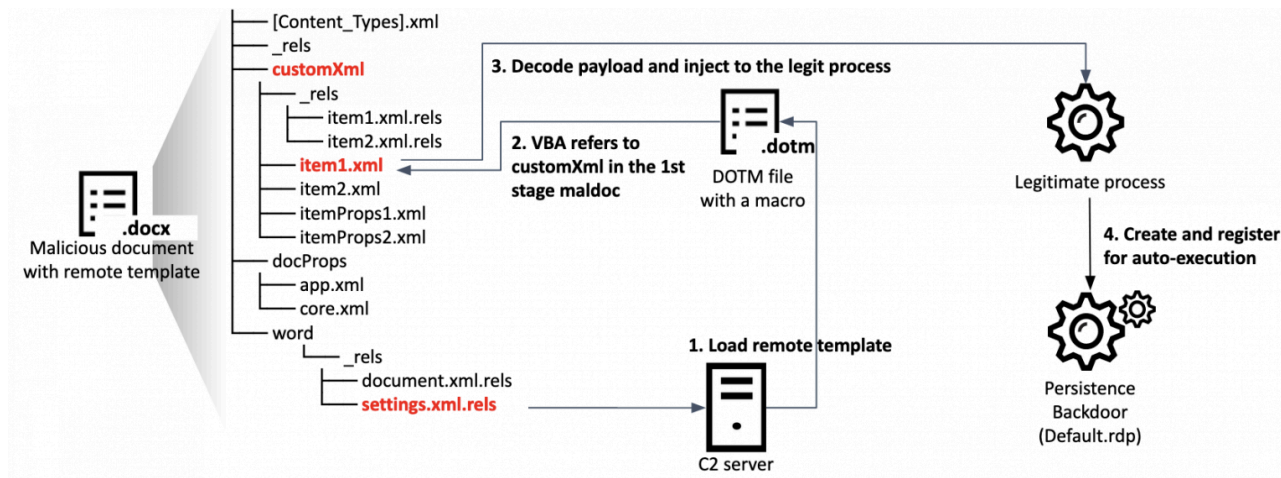 [Content_Types].xml
_rels
customXml
_rels
item1.xml.rels
item2.xml.rels
item1.xml
item2.xml
itemProps1.xml
itemProps2.xml
docProps
app.xml
core.xml
word
_rels
document.xml.rels
settings.xml.rels
.docx
Malicious document
with remote template
1. Load remote template
C2 server
.dotm
DOTM file
with a macro
2. VBA refers to
customXml in the 1st
stage maldoc
3. Decode payload and inject to the legit process
Legitimate process
4. Create and register
for auto-execution
Persistence
Backdoor
(Default.rdp)